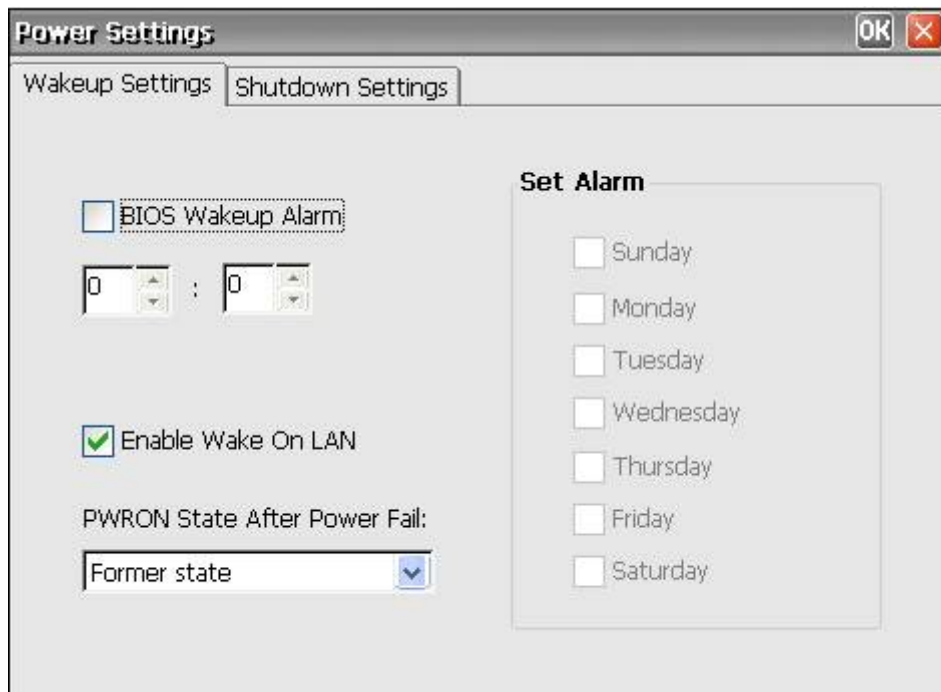 Power Settings OK
Wakeup Settings Shutdown Settings
BIOS Wakeup Alarm
0 : 0
Enable Wake On LAN
PWRON State After Power Fail:
Former state
Set Alarm
Sunday
Monday
Tuesday
Wednesday
Thursday
Friday
Saturday